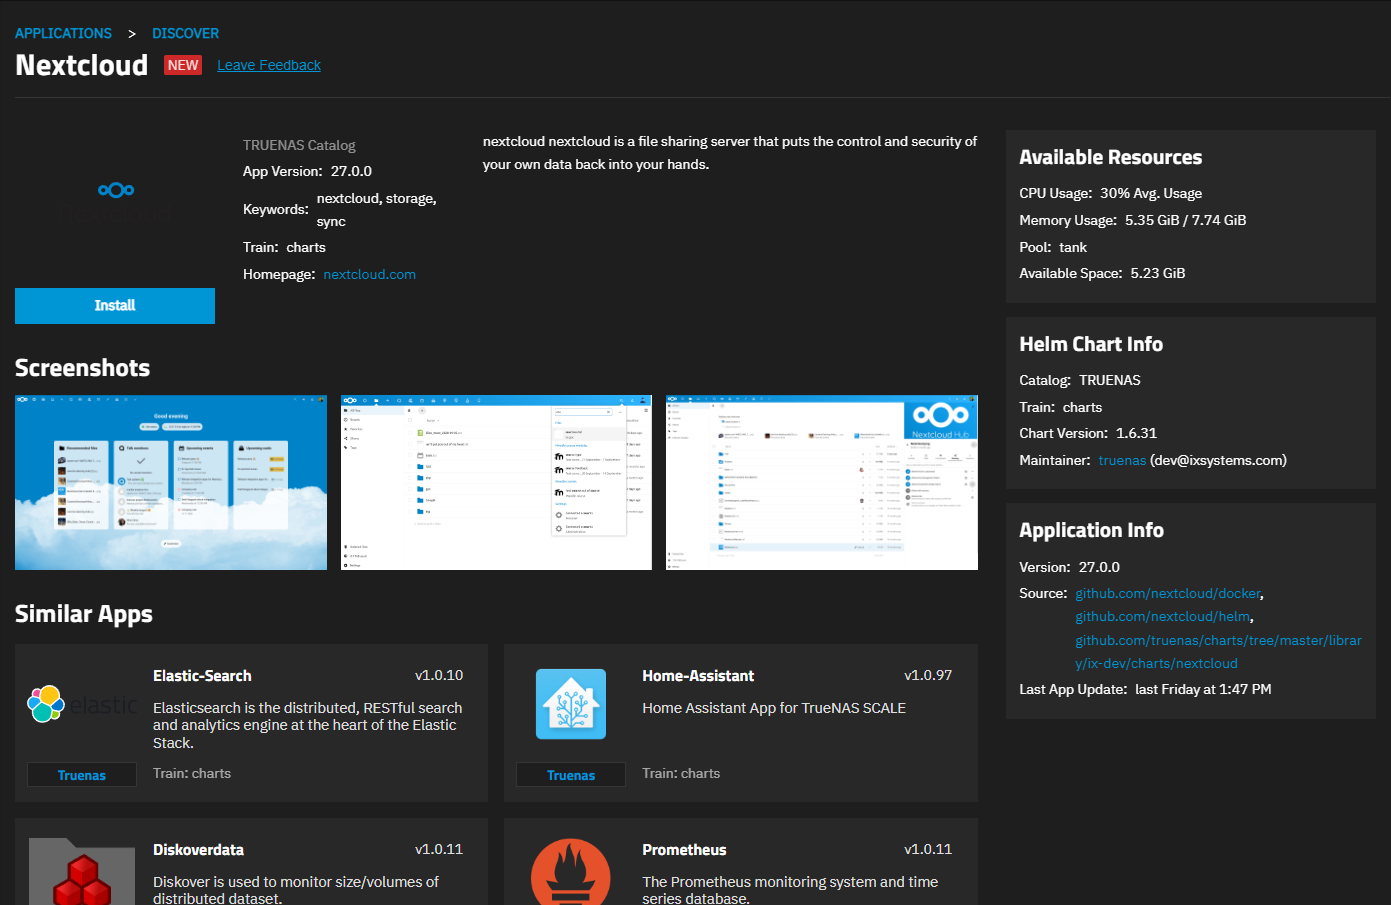 APPLICATIONS > DISCOVER
Nextcloud NEW Leave Feedback
TRUENAS Catalog
App Version: 27.0.0
Keywords: nextcloud, storage,
sync
Train: charts
Homepage: nextcloud.com
Install
nextcloud nextcloud is a file sharing server that puts the control and security of
your own data back into your hands.
Available Resources
CPU Usage: 30% Avg. Usage
Memory Usage: 5.35 GiB / 7.74 GiB
Pool: tank
Available Space: 5.23 GiB
Helm Chart Info
Catalog: TRUENAS
Train: charts
Chart Version: 1.6.31
Maintainer: truenas (dev@ixsystems.com)
Application Info
Version: 27.0.0
Source: github.com/nextcloud/docker,
github.com/nextcloud/helm,
github.com/truenas/charts/tree/master/librar
y/ix-dev/charts/nextcloud
Last App Update: last Friday at 1:47 PM
Screenshots
Good evening
Recommended files
Talk mentions
Upcoming events
Upcoming cards
Nextcloud Hub
Similar Apps
elastic
Elastic-Search v1.0.10
Elasticsearch is the distributed, RESTful search
and analytics engine at the heart of the Elastic
Stack.
Truenas Train: charts
Home-Assistant v1.0.97
Home Assistant App for TrueNAS SCALE
Truenas Train: charts
Diskoverdata v1.0.11
Diskover is used to monitor size/volumes of
distributed dataset.
Prometheus v1.0.11
The Prometheus monitoring system and time
series database.